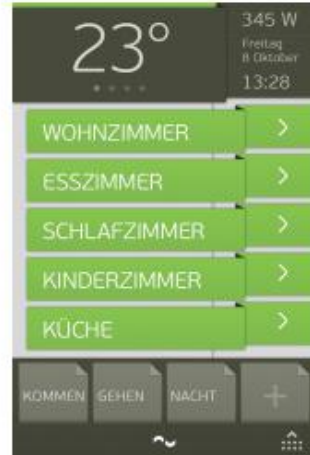 23°
345 W
Freitag
8 Oktober
13:28
WOHNZIMMER
ESSZIMMER
SCHLAFZIMMER
KINDERZIMMER
KÜCHE
KOMMEN GEHEN NACHT